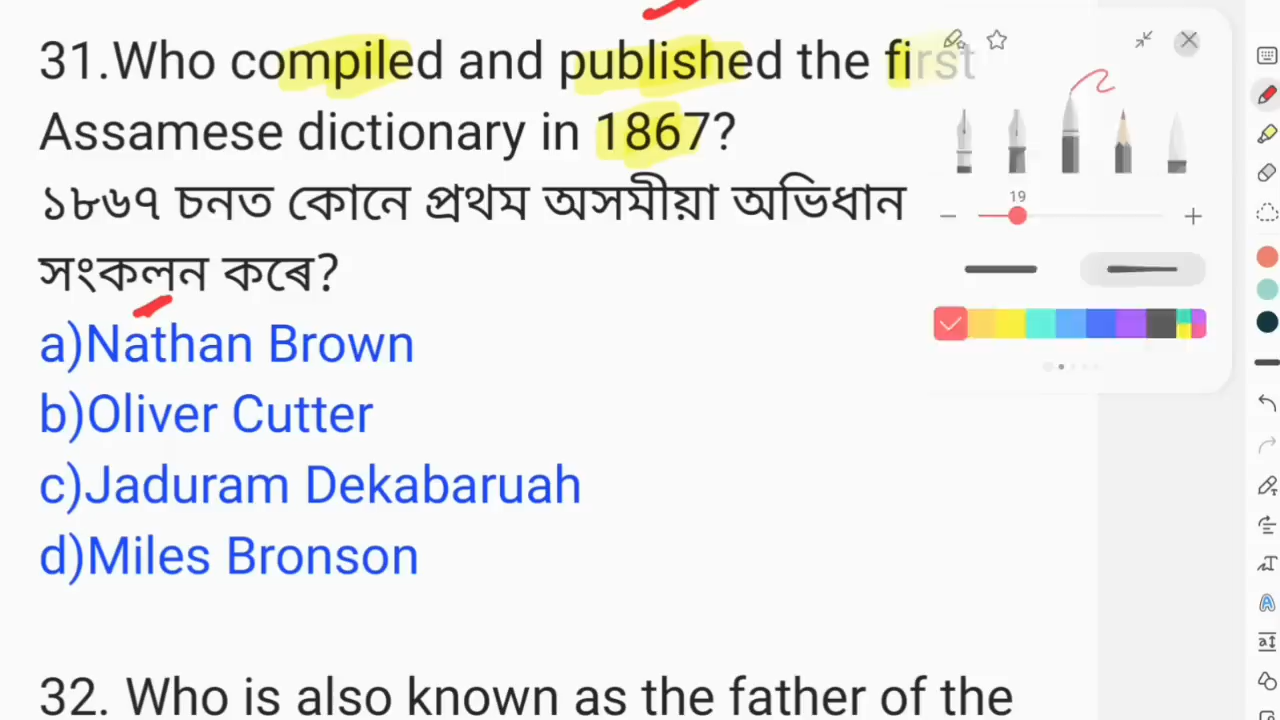 31.Who compiled and published the first
Assamese dictionary in 1867?
১৮৬৭ চনত কোনে প্ৰথম অসমীয়া অভিধান
সংকলন কৰে?
a)Nathan Brown
b)Oliver Cutter
c)Jaduram Dekabaruah
d)Miles Bronson
32. Who is also known as the father of the
19